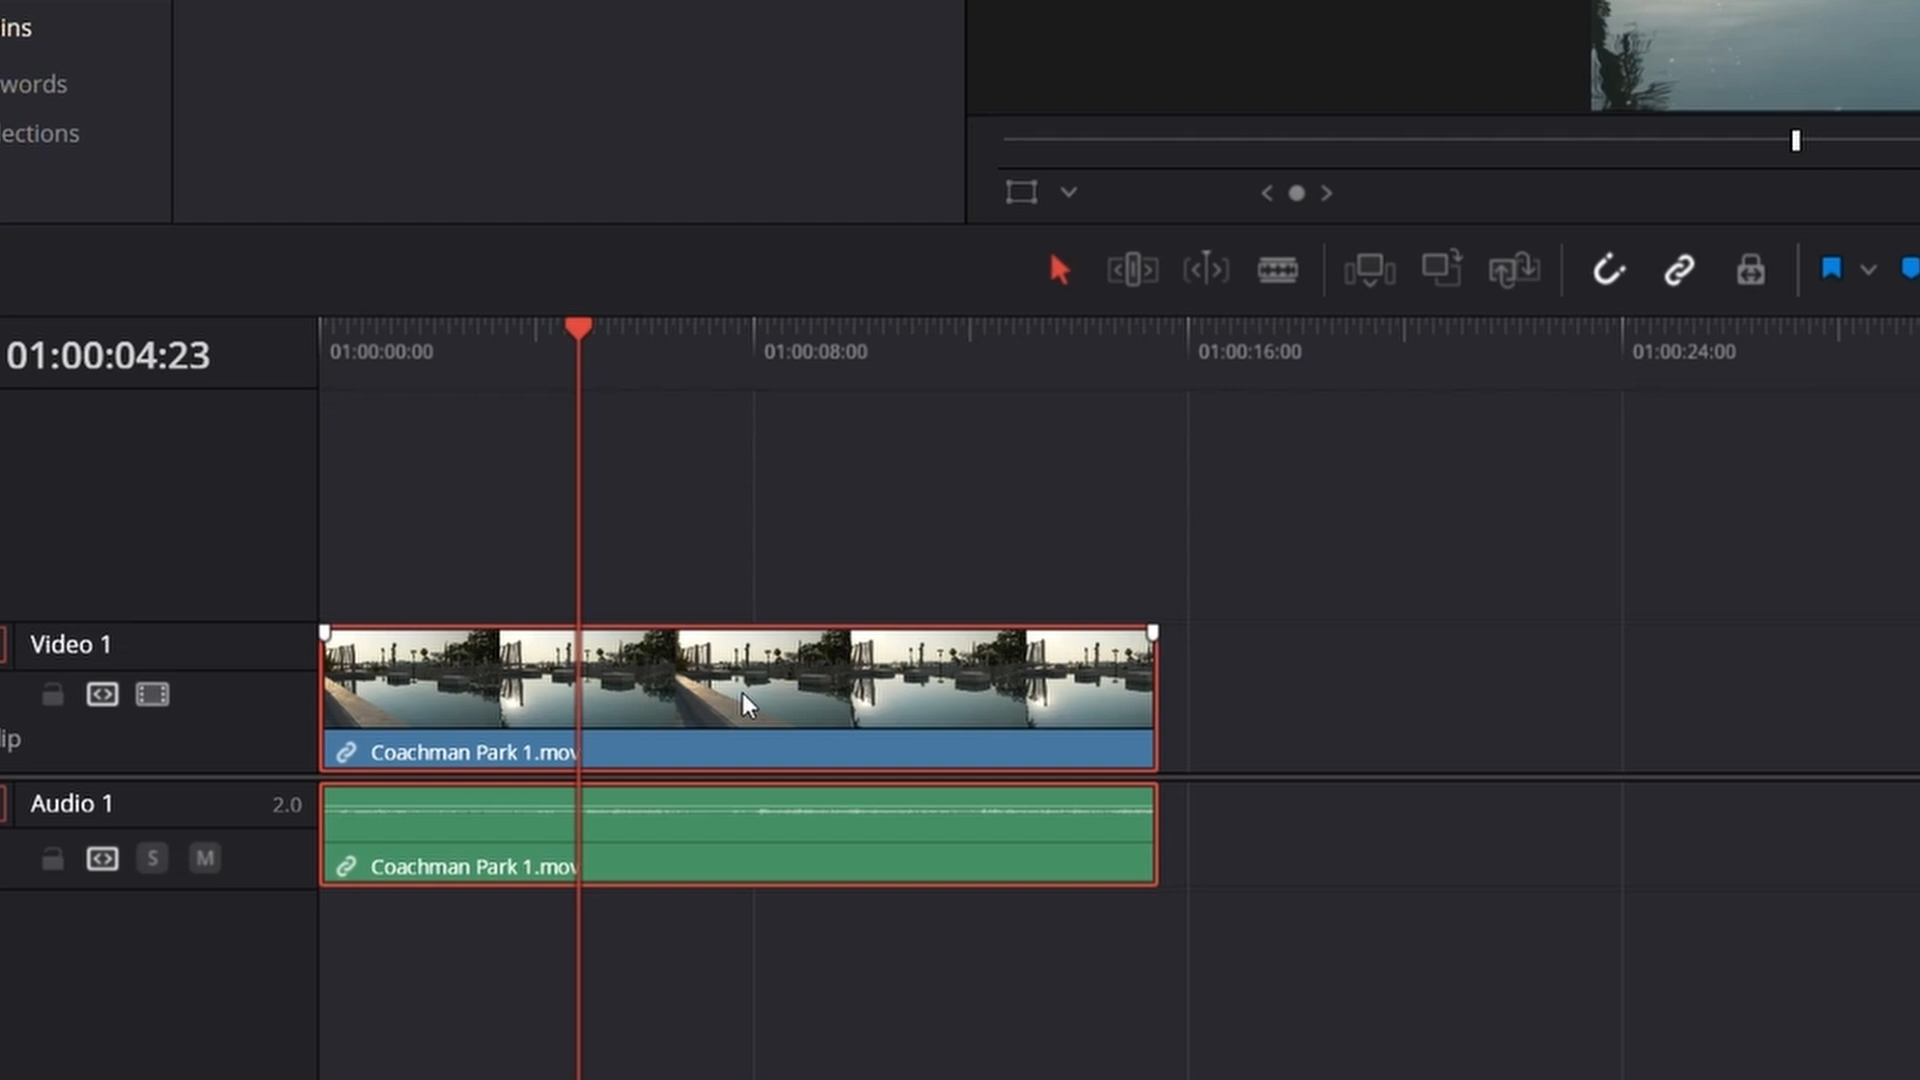 ins
words
lections
01:00:04:23
01:00:00:00
01:00:08:00
01:00:16:00
01:00:24:00
Video 1
lip
Coachman Park 1.mov
Audio 1
2.0
S
M
Coachman Park 1.mov